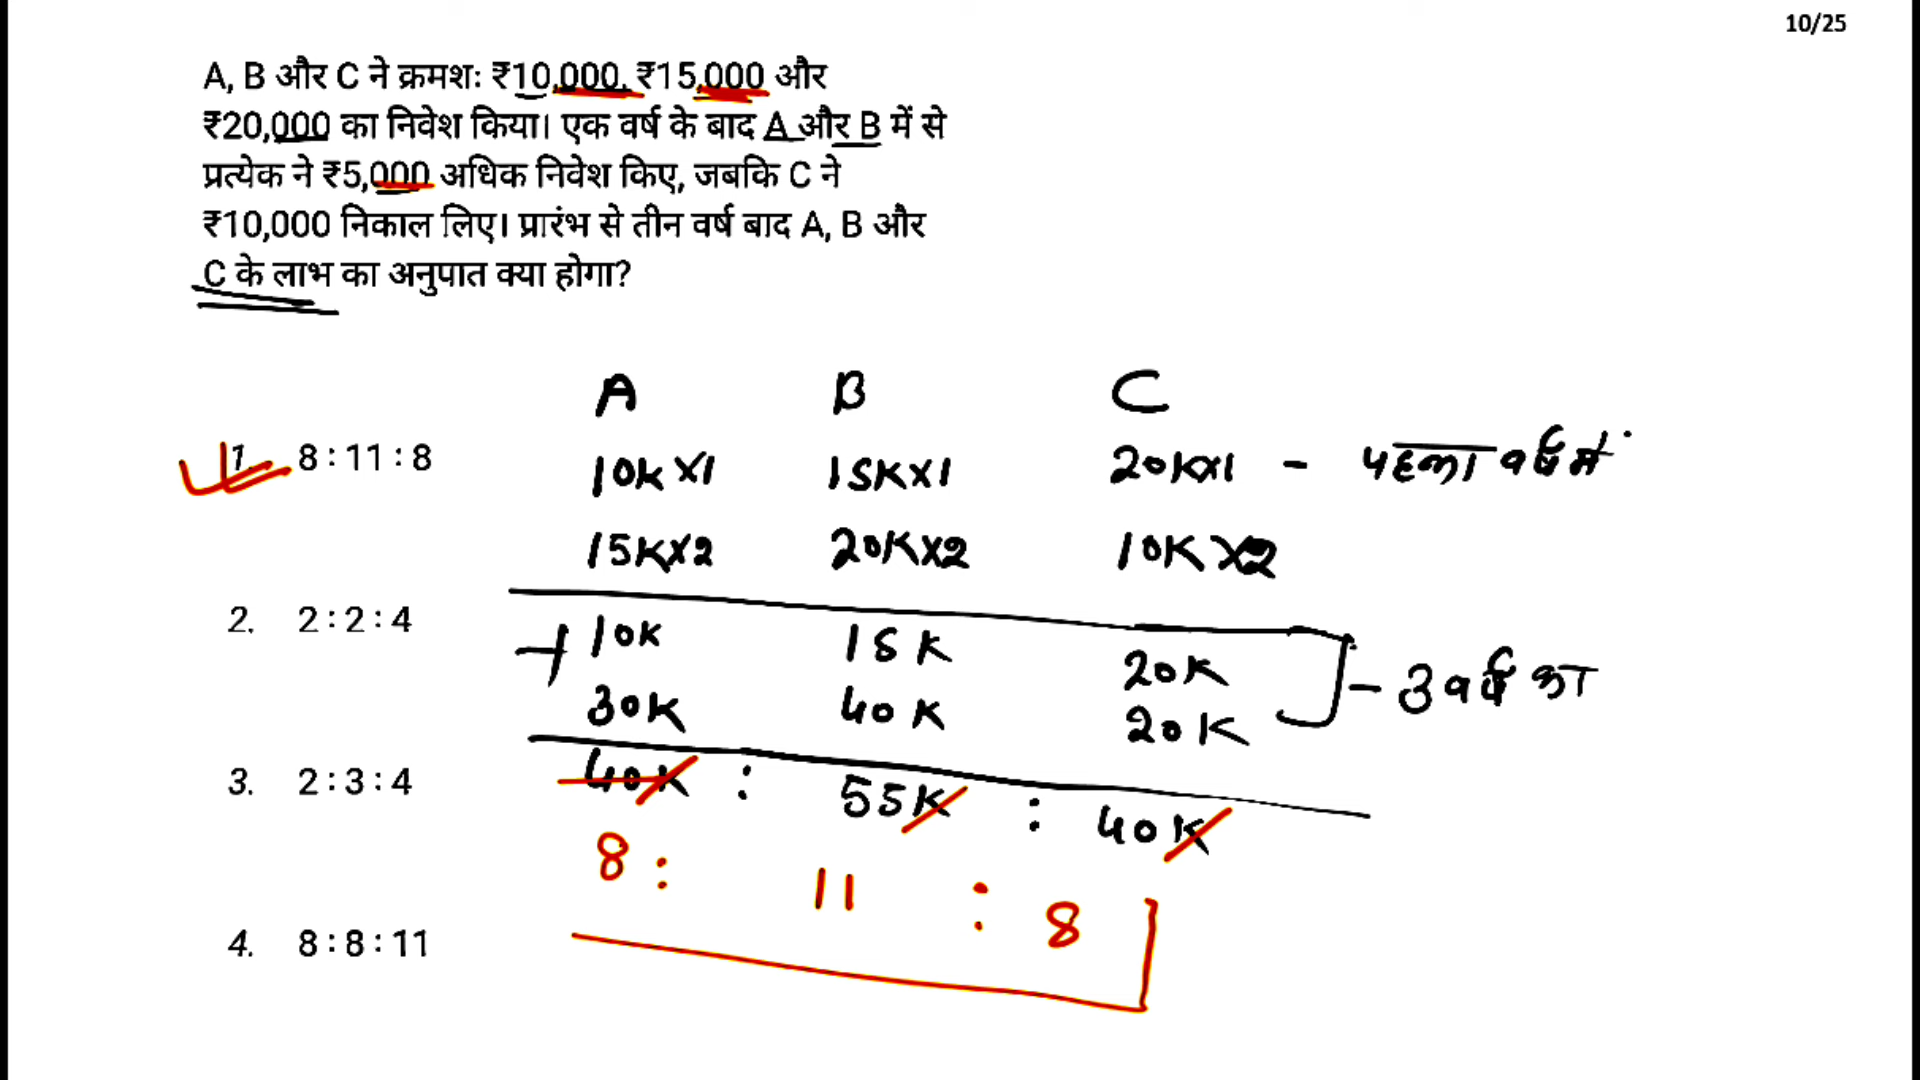 10/25
A, B और C ने क्रमशः ₹10,000, ₹15,000 और
₹20,000 का निवेश किया। एक वर्ष के बाद A और B में से
प्रत्येक ने ₹5,000 अधिक निवेश किए, जबकि C ने
₹10,000 निकाल लिए। प्रारंभ से तीन वर्ष बाद A, B और
C के लाभ का अनुपात क्या होगा?
A B C
1. 8 : 11 : 8
10K×1 15K×1 20K×1 - पहला वर्ष में
15K×2 20K×2 10K×2
2. 2 : 2 : 4
+ 10K 15K 20K
30K 40K 20K - 3 वर्ष का
3. 2 : 3 : 4
40K : 55K : 40K
8 : 11 : 8
4. 8 : 8 : 11